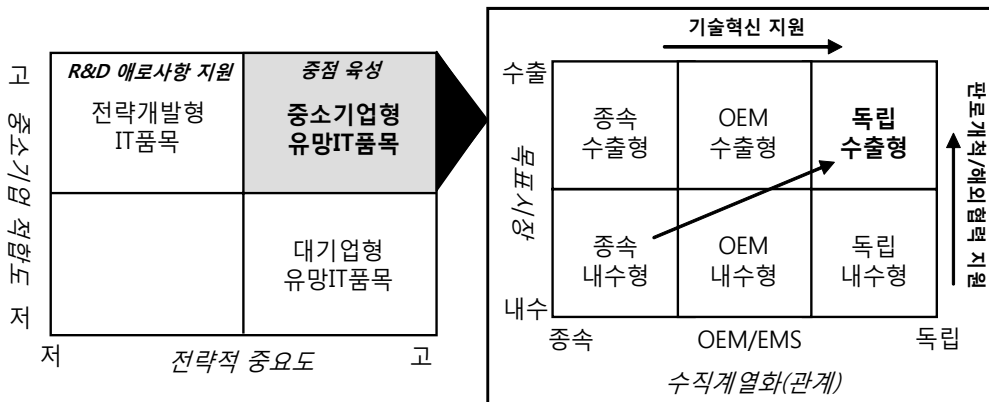 고
중소기업 적합도
저
R&D 애로사항 지원
전략개발형
IT품목
중점 육성
중소기업형
유망IT품목
대기업형
유망IT품목
저
전략적 중요도
고
기술혁신 지원
수출
목표시장
내수
종속
수출형
OEM
수출형
독립
수출형
종속
내수형
OEM
내수형
독립
내수형
판로개척/해외협력 지원
종속
OEM/EMS
독립
수직계열화(관계)